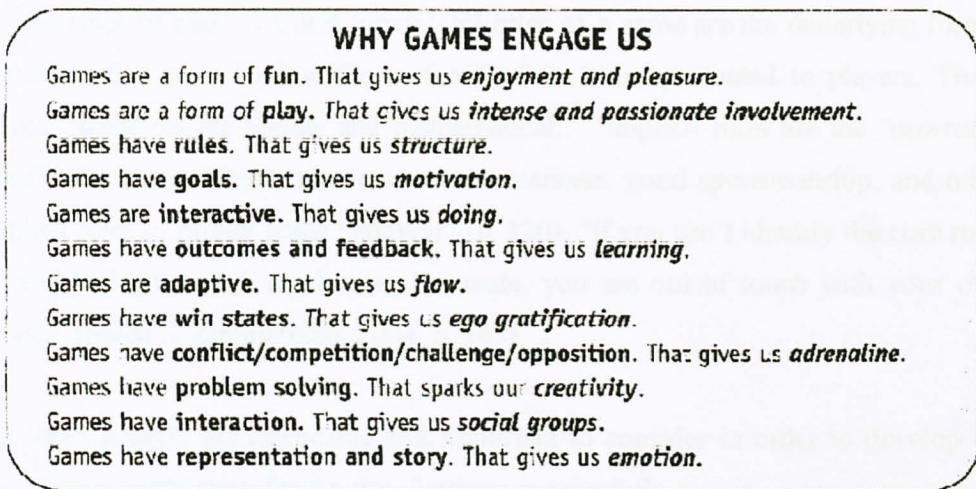 WHY GAMES ENGAGE US
Games are a form of fun. That gives us enjoyment and pleasure.
Games are a form of play. That gives us intense and passionate involvement.
Games have rules. That gives us structure.
Games have goals. That gives us motivation.
Games are interactive. That gives us doing.
Games have outcomes and feedback. That gives us learning.
Games are adaptive. That gives us flow.
Games have win states. That gives us ego gratification.
Games have conflict/competition/challenge/opposition. That gives us adrenaline.
Games have problem solving. That sparks our creativity.
Games have interaction. That gives us social groups.
Games have representation and story. That gives us emotion.